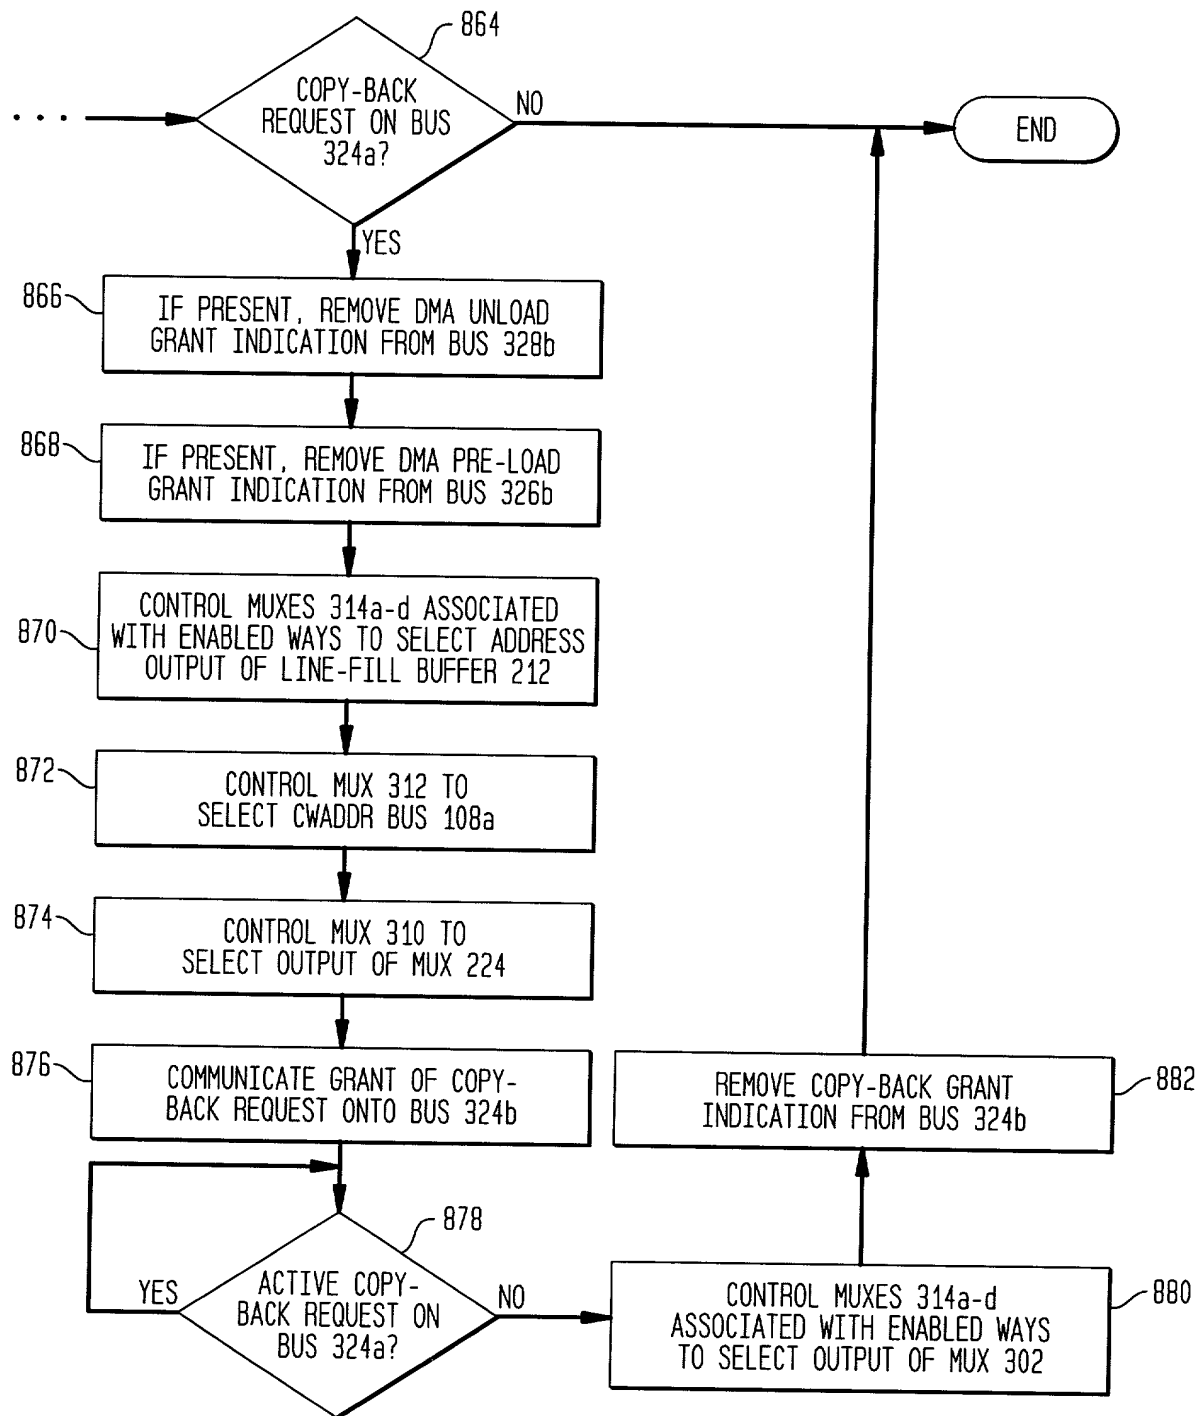 864
COPY-BACK
REQUEST ON BUS
324a?
NO
END
. . .
YES
866
IF PRESENT, REMOVE DMA UNLOAD
GRANT INDICATION FROM BUS 328b
868
IF PRESENT, REMOVE DMA PRE-LOAD
GRANT INDICATION FROM BUS 326b
870
CONTROL MUXES 314a-d ASSOCIATED
WITH ENABLED WAYS TO SELECT ADDRESS
OUTPUT OF LINE-FILL BUFFER 212
872
CONTROL MUX 312 TO
SELECT CWADDR BUS 108a
874
CONTROL MUX 310 TO
SELECT OUTPUT OF MUX 224
876
COMMUNICATE GRANT OF COPY-
BACK REQUEST ONTO BUS 324b
878
ACTIVE COPY-
BACK REQUEST ON
BUS 324a?
YES
NO
880
CONTROL MUXES 314a-d
ASSOCIATED WITH ENABLED WAYS
TO SELECT OUTPUT OF MUX 302
882
REMOVE COPY-BACK GRANT
INDICATION FROM BUS 324b